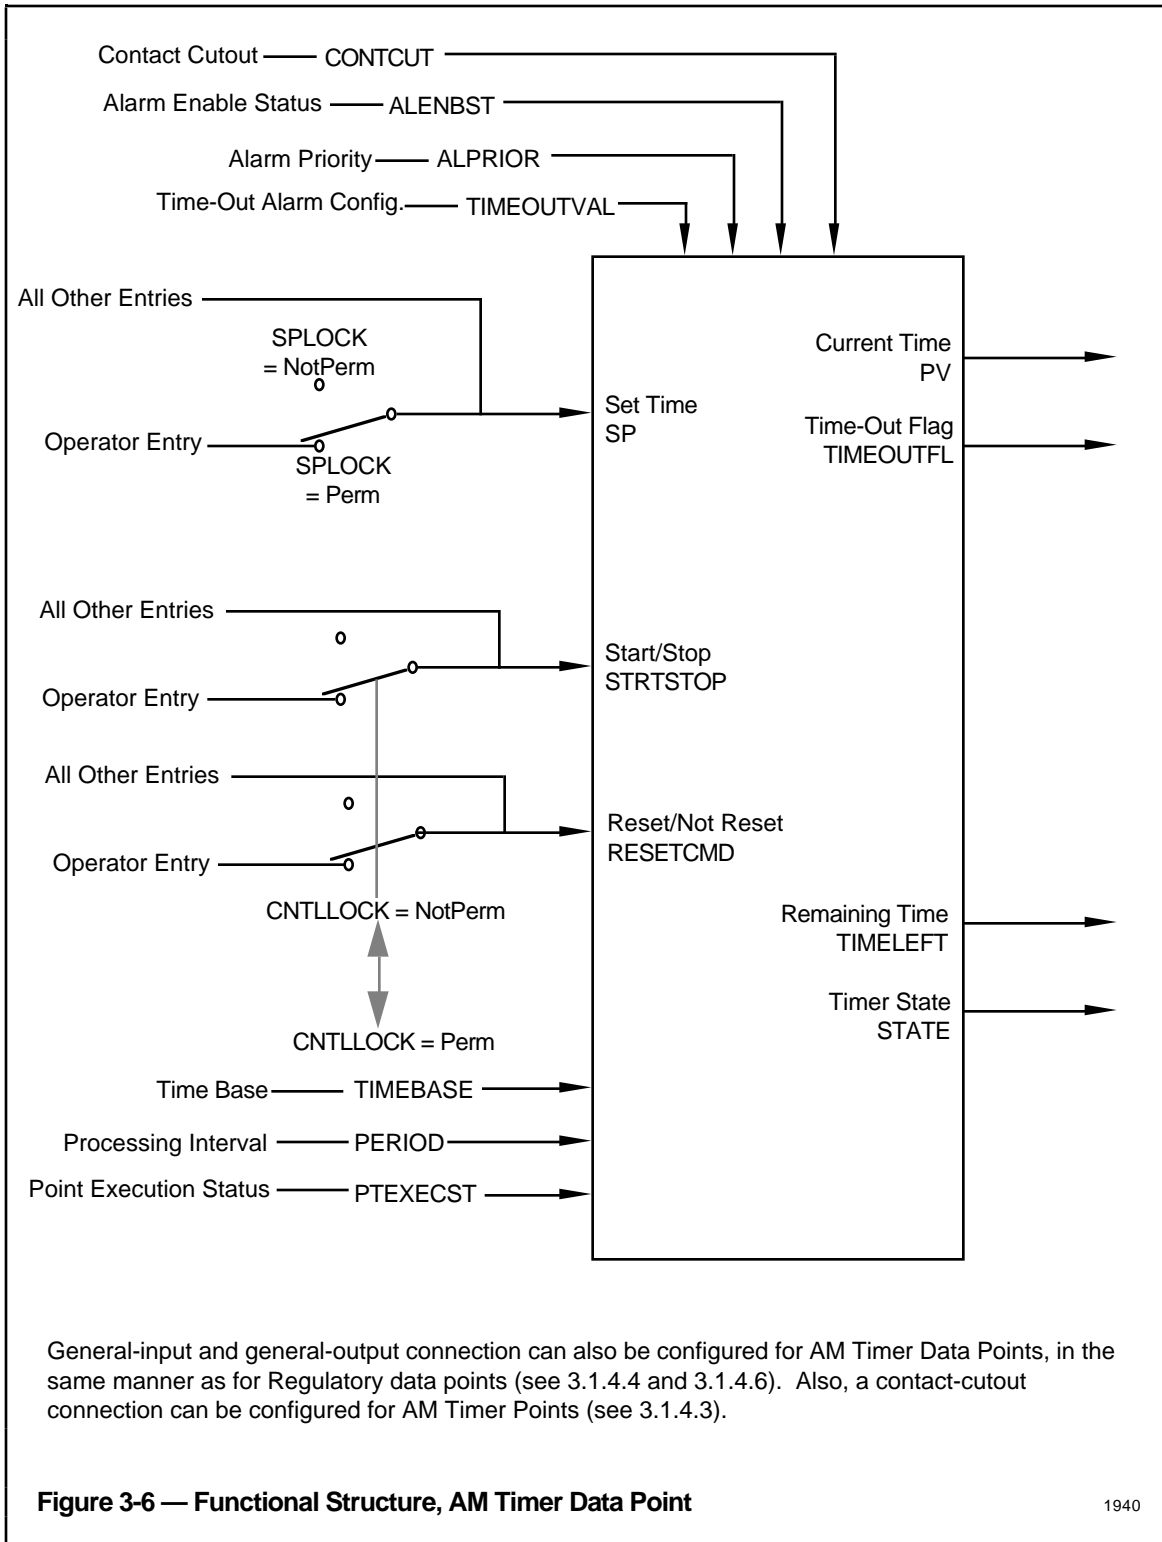 Contact Cutout CONTCUT
Alarm Enable Status ALENBST
Alarm Priority ALPRIOR
Time-Out Alarm Config. TIMEOUTVAL
All Other Entries
SPLOCK
= NotPerm
Operator Entry
SPLOCK
= Perm
Set Time
SP
Current Time
PV
Time-Out Flag
TIMEOUTFL
All Other Entries
Operator Entry
Start/Stop
STRTSTOP
All Other Entries
Operator Entry
Reset/Not Reset
RESETCMD
CNTLLOCK = NotPerm
CNTLLOCK = Perm
Remaining Time
TIMELEFT
Timer State
STATE
Time Base TIMEBASE
Processing Interval PERIOD
Point Execution Status PTEXECST
General-input and general-output connection can also be configured for AM Timer Data Points, in the
same manner as for Regulatory data points (see 3.1.4.4 and 3.1.4.6).  Also, a contact-cutout
connection can be configured for AM Timer Points (see 3.1.4.3).
Figure 3-6 — Functional Structure, AM Timer Data Point
1940